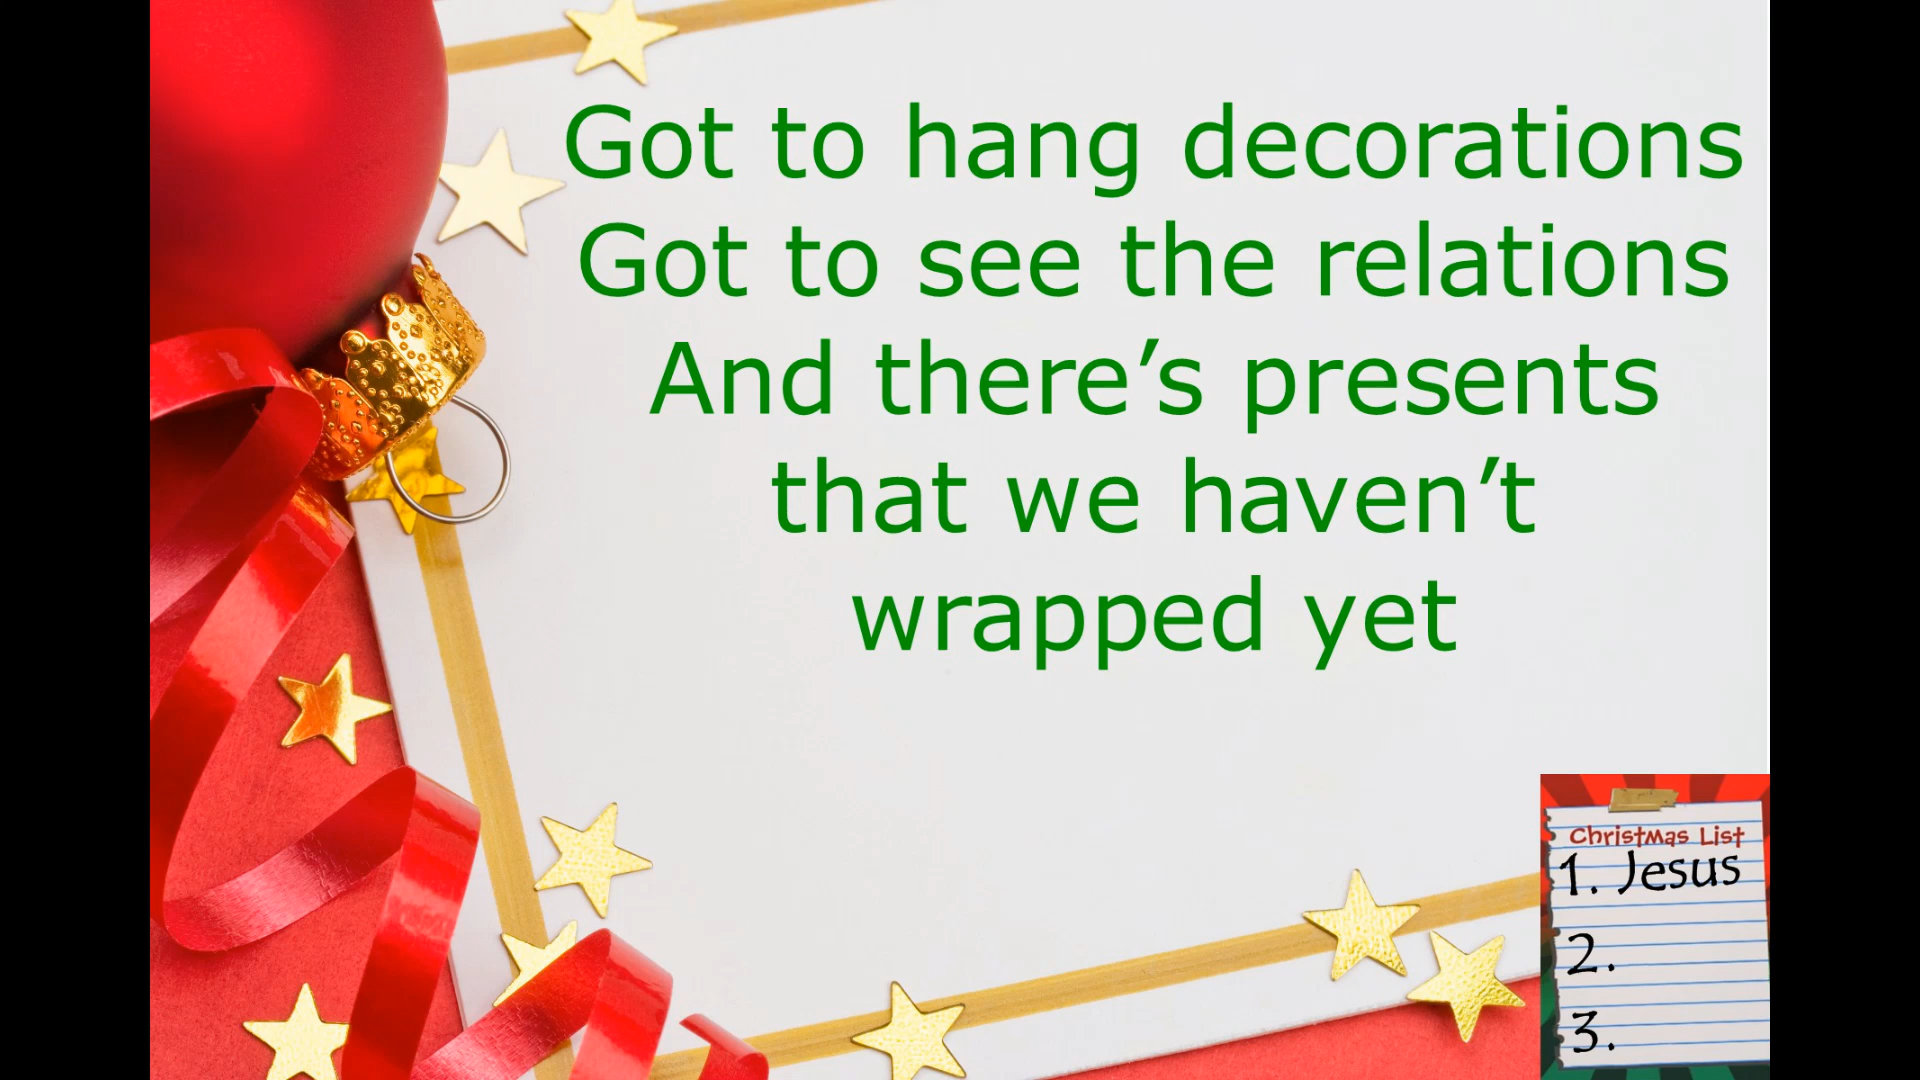 Got to hang decorations
Got to see the relations
And there’s presents
that we haven’t
wrapped yet
Christmas List
1. Jesus
2.
3.